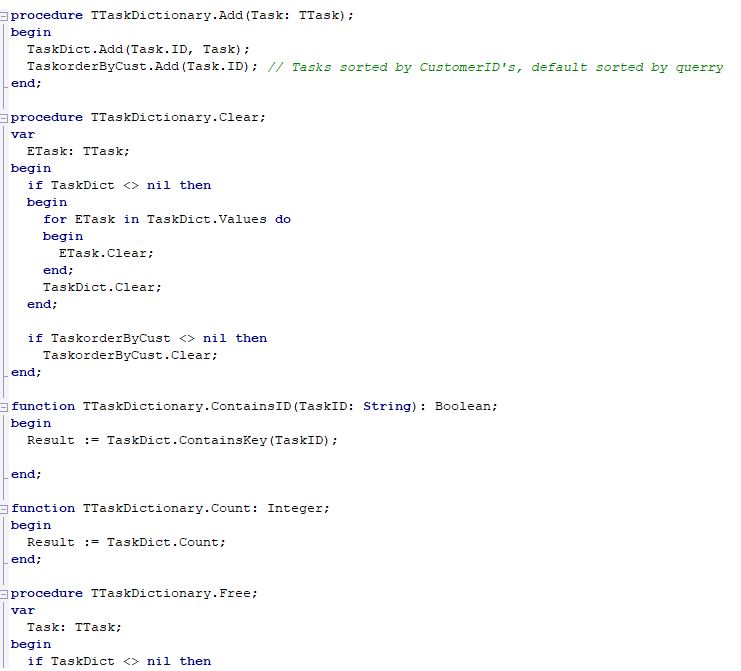 procedure TTaskDictionary.Add(Task: TTask);
begin
  TaskDict.Add(Task.ID, Task);
  TaskorderByCust.Add(Task.ID); // Tasks sorted by CustomerID's, default sorted by querry
end;

procedure TTaskDictionary.Clear;
var
  ETask: TTask;
begin
  if TaskDict <> nil then
  begin
    for ETask in TaskDict.Values do
    begin
      ETask.Clear;
    end;
    TaskDict.Clear;
  end;

  if TaskorderByCust <> nil then
    TaskorderByCust.Clear;
end;

function TTaskDictionary.ContainsID(TaskID: String): Boolean;
begin
  Result := TaskDict.ContainsKey(TaskID);

end;

function TTaskDictionary.Count: Integer;
begin
  Result := TaskDict.Count;
end;

procedure TTaskDictionary.Free;
var
  Task: TTask;
begin
  if TaskDict <> nil then